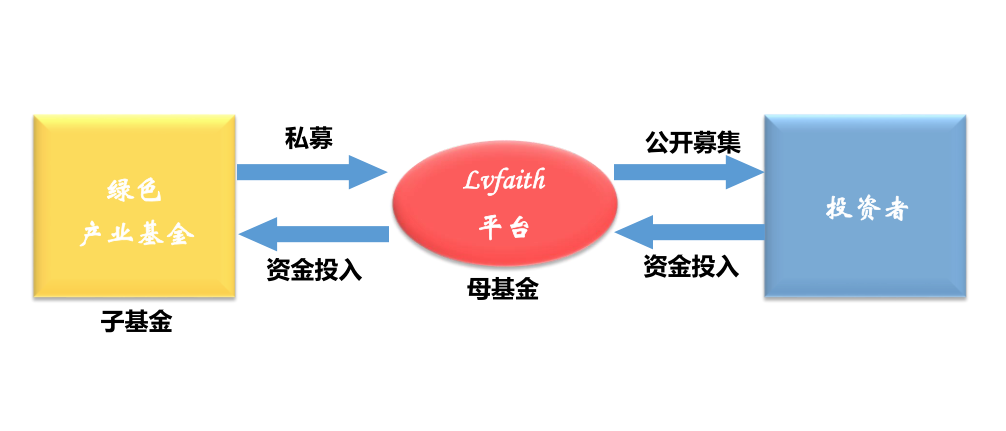 私募
公开募集
绿色
产业基金
Lvfaith
平台
投资者
资金投入
资金投入
母基金
子基金